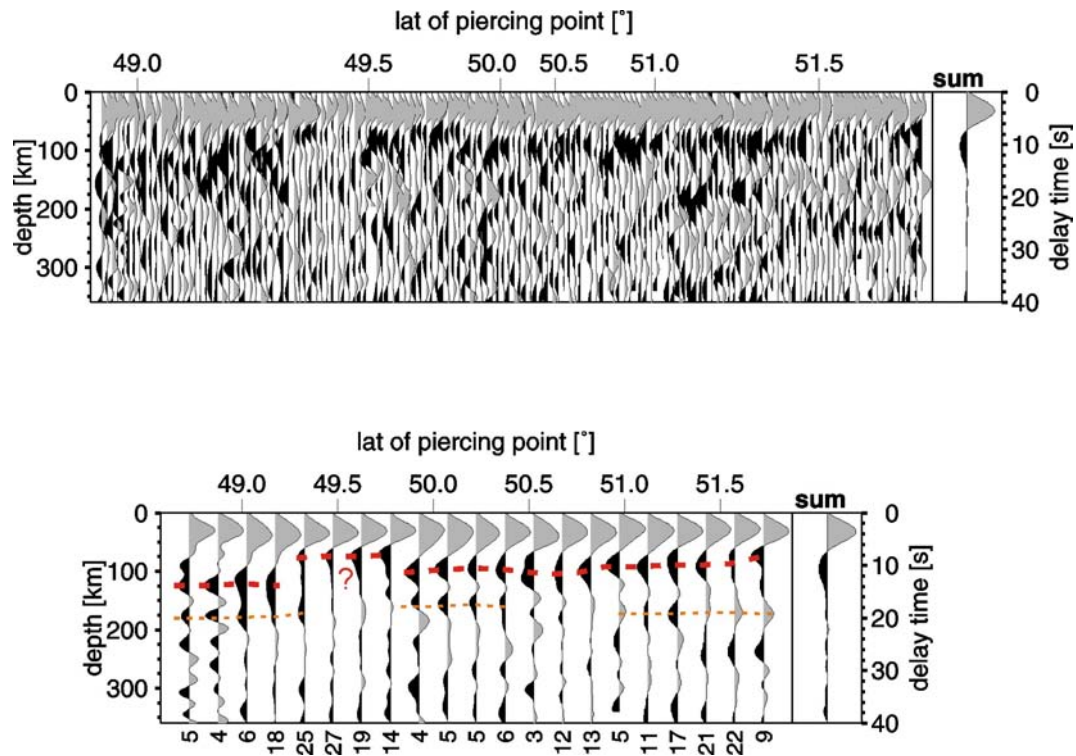 lat of piercing point [°]
49.0 49.5 50.0 50.5 51.0 51.5 sum
0 0
100 10
200 20
300 30
40
depth [km]
delay time [s]
lat of piercing point [°]
49.0 49.5 50.0 50.5 51.0 51.5 sum
0 0
100 ? 10
200 20
300 30
40
depth [km]
delay time [s]
5 4 6 18 25 27 19 14 4 5 5 6 3 12 13 5 11 17 21 22 9